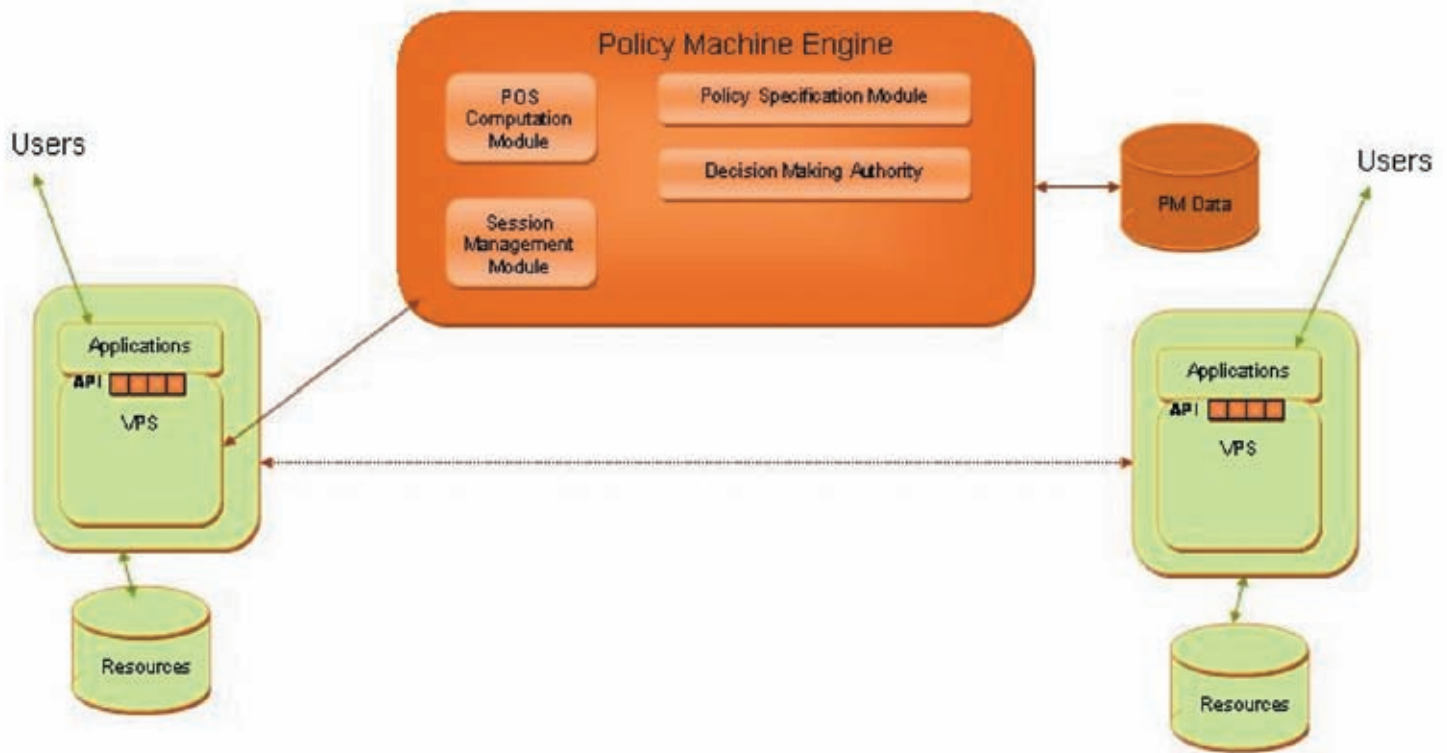 Policy Machine Engine
POS
Computation
Module
Policy Specification Module
Decision Making Authority
Session
Management
Module
PM Data
Users
Applications
API
VPS
Resources
Users
Applications
API
VPS
Resources